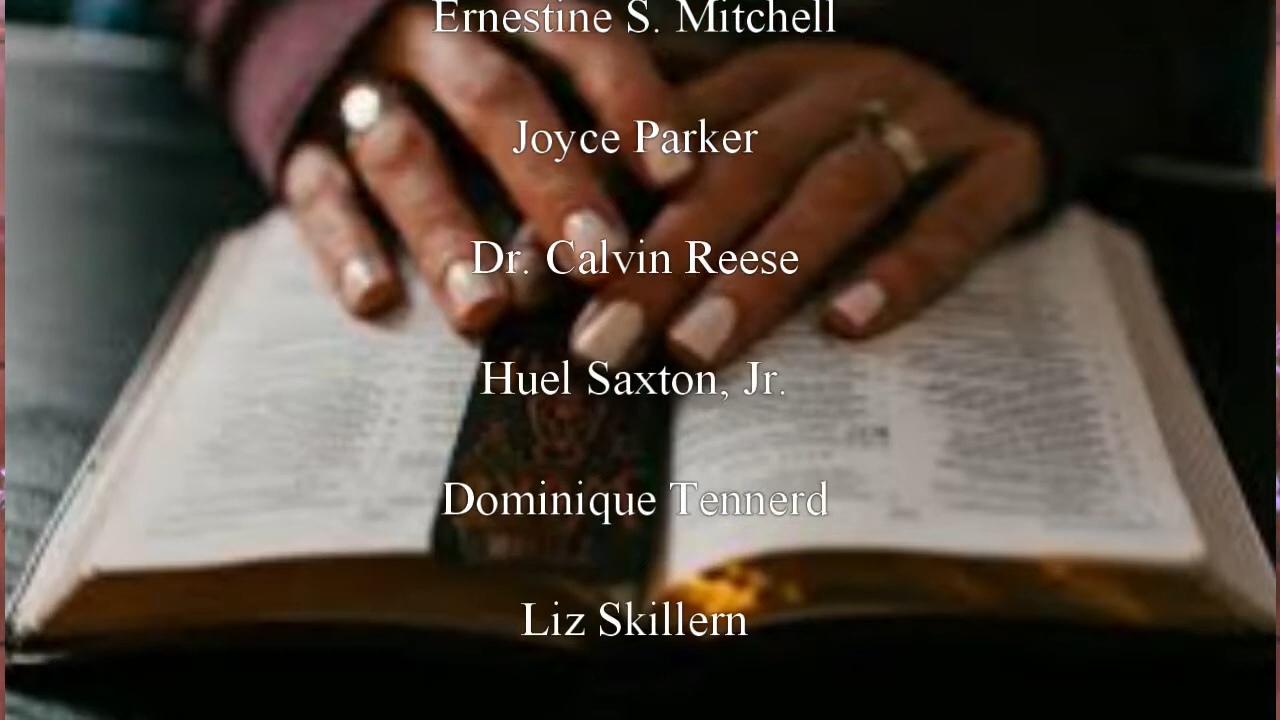 Ernestine S. Mitchell
Joyce Parker
Dr. Calvin Reese
Huel Saxton, Jr.
Dominique Tennerd
Liz Skillern